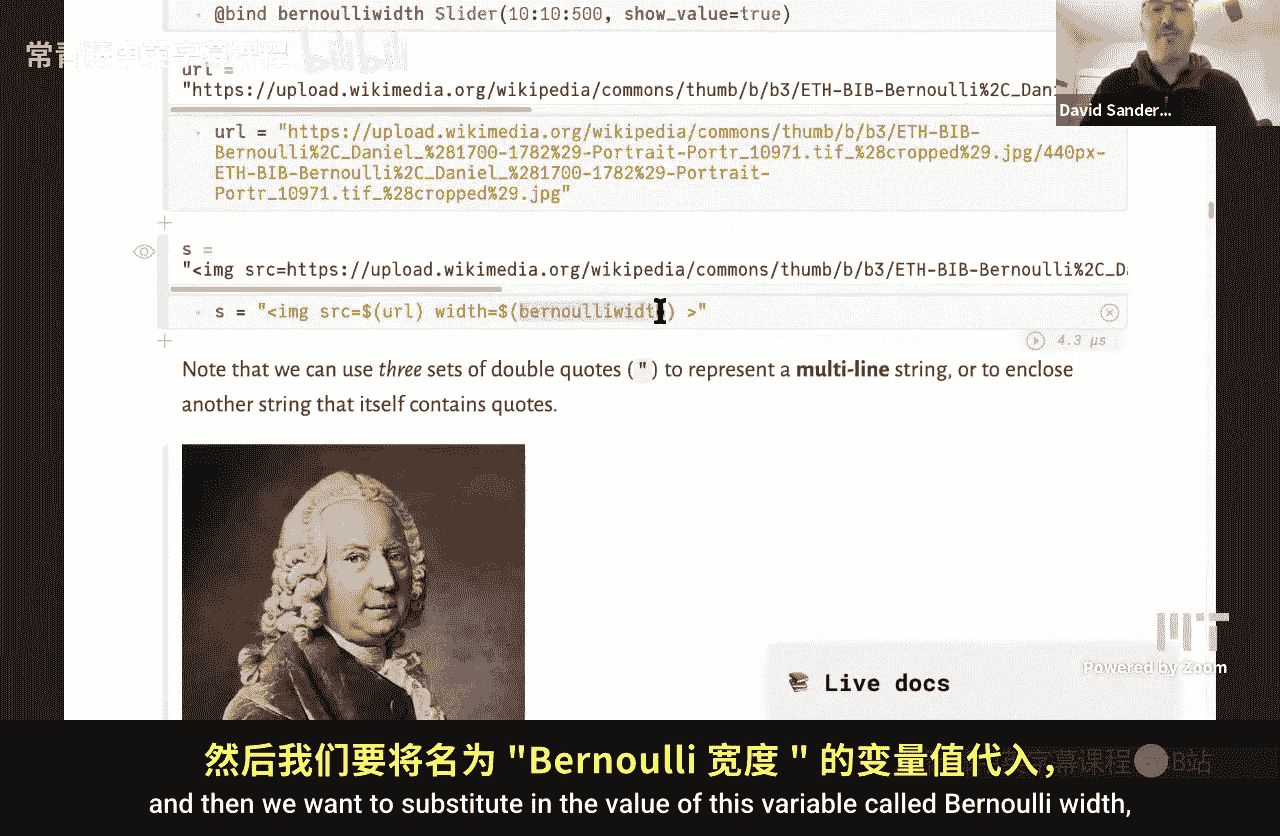 @bind bernoulliwidth Slider(10:10:500, show_value=true)
url =
"https://upload.wikimedia.org/wikipedia/commons/thumb/b/b3/ETH-BIB-Bernoulli%2C_Dani
David Sander...
url = "https://upload.wikimedia.org/wikipedia/commons/thumb/b/b3/ETH-BIB-
Bernoulli%2C_Daniel_%281700-1782%29-Portrait-Portr_10971.tif_%28cropped%29.jpg/440px-
ETH-BIB-Bernoulli%2C_Daniel_%281700-1782%29-Portrait-
Portr_10971.tif_%28cropped%29.jpg"
s =
"<img src=https://upload.wikimedia.org/wikipedia/commons/thumb/b/b3/ETH-BIB-Bernoulli%2C_Da
s = "<img src=$(url) width=$(bernoulliwidth) >"
4.3 μs
Note that we can use three sets of double quotes (") to represent a multi-line string, or to enclose
another string that itself contains quotes.
MIT
Powered by Zoom
Live docs
然后我们要将名为 "Bernoulli 宽度 " 的变量值代入，
and then we want to substitute in the value of this variable called Bernoulli width,